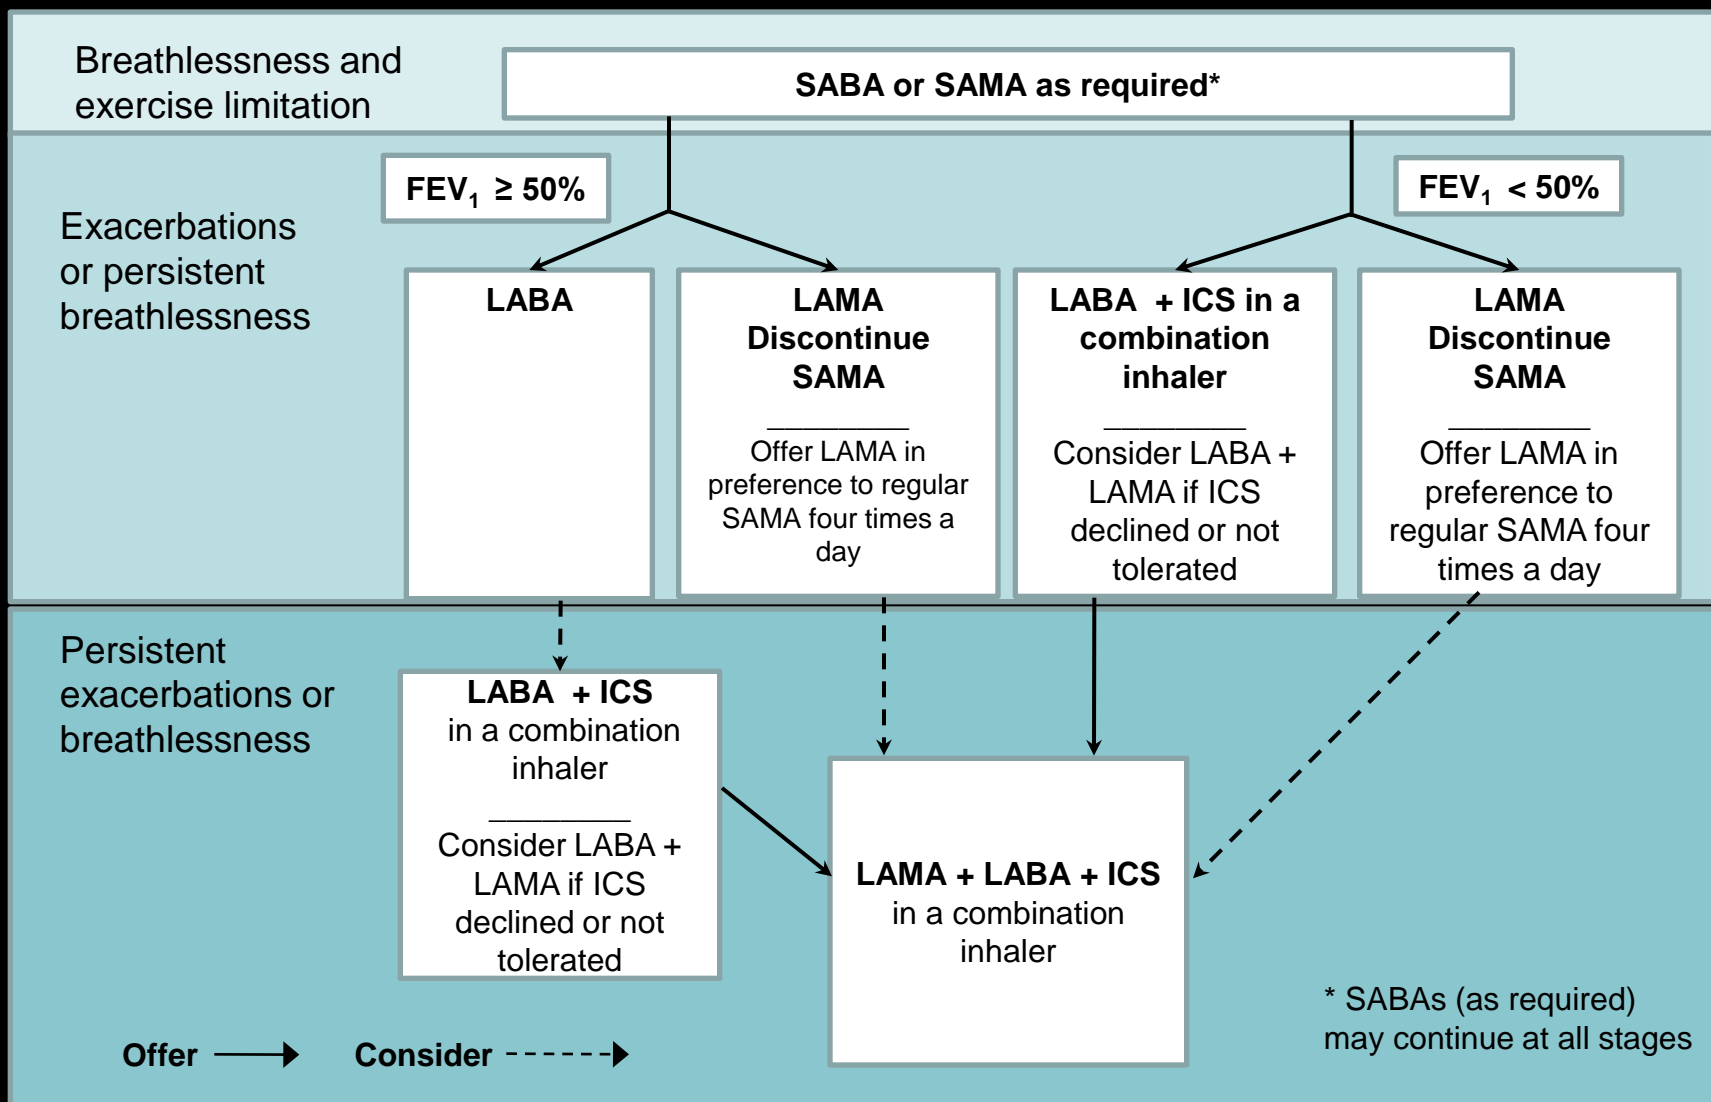 Breathlessness and
exercise limitation
SABA or SAMA as required*
FEV1 ≥ 50%
FEV1 < 50%
Exacerbations
or persistent
breathlessness
LABA
LAMA
Discontinue
SAMA
________
Offer LAMA in
preference to regular
SAMA four times a
day
LABA + ICS in a
combination
inhaler
________
Consider LABA +
LAMA if ICS
declined or not
tolerated
LAMA
Discontinue
SAMA
________
Offer LAMA in
preference to
regular SAMA four
times a day
Persistent
exacerbations or
breathlessness
LABA + ICS
in a combination
inhaler
________
Consider LABA +
LAMA if ICS
declined or not
tolerated
LAMA + LABA + ICS
in a combination
inhaler
* SABAs (as required)
may continue at all stages
Offer
Consider